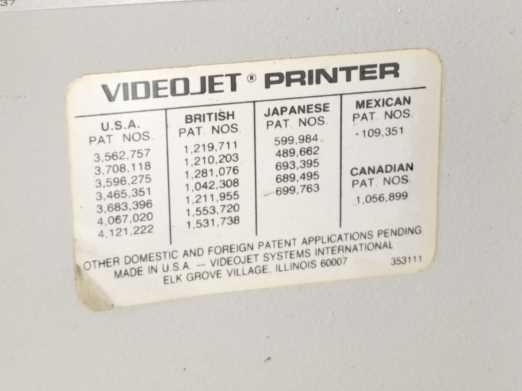 37
VIDEOJET® PRINTER
U.S.A.
PAT NOS.
3,562,757
3,708,118
3,596,275
3,465,351
3,683,396
4,067,020
4,121,222
BRITISH
PAT. NOS.
1,219,711
1,210,203
1,281,076
1,042,308
1,211,955
1,553,720
1,531,738
JAPANESE
PAT. NOS.
599,984
489,662
693,395
689,495
699,763
MEXICAN
PAT. NOS.
109,351
CANADIAN
PAT. NOS.
1,056,899
OTHER DOMESTIC AND FOREIGN PATENT APPLICATIONS PENDING
MADE IN U.S.A. — VIDEOJET SYSTEMS INTERNATIONAL
ELK GROVE VILLAGE, ILLINOIS 60007
353111